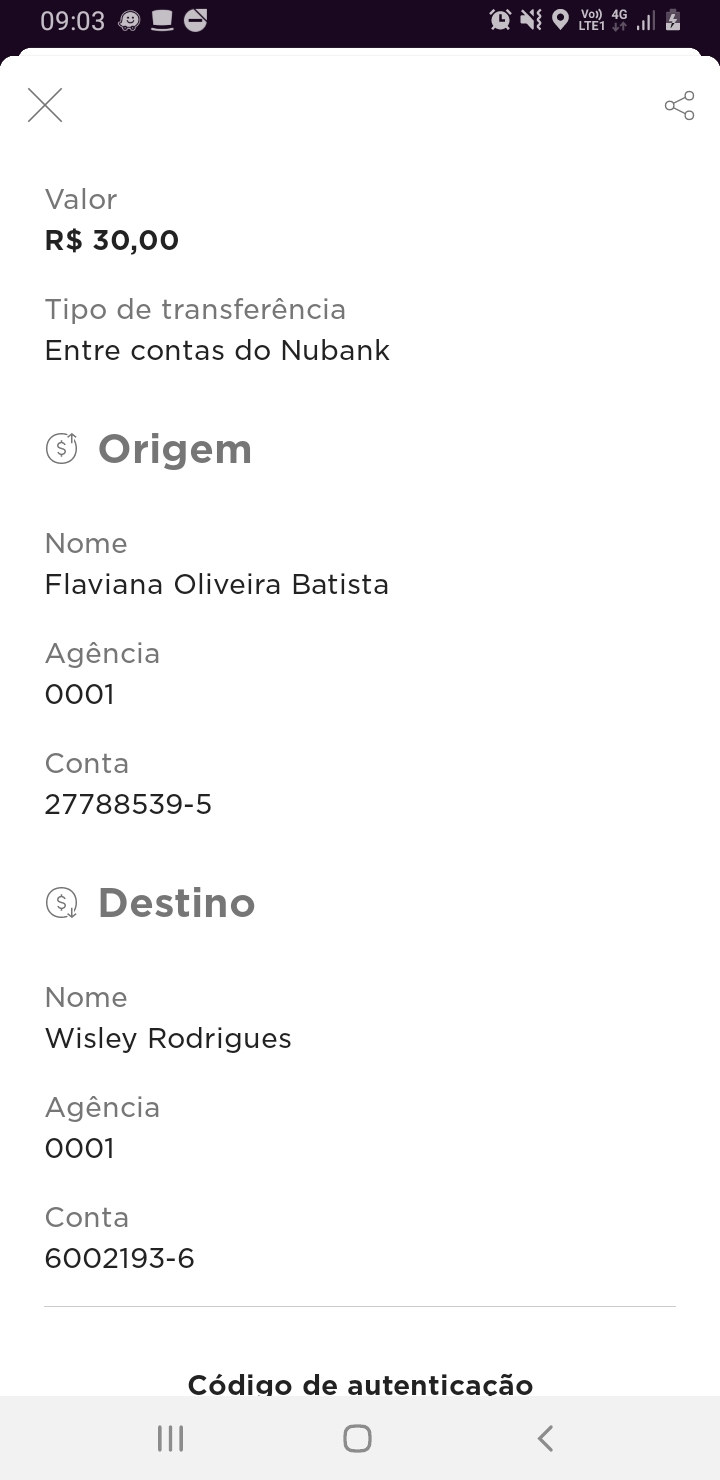 09:03
Vo)) 4G
LTE1
Valor
R$ 30,00
Tipo de transferência
Entre contas do Nubank
Origem
Nome
Flaviana Oliveira Batista
Agência
0001
Conta
27788539-5
Destino
Nome
Wisley Rodrigues
Agência
0001
Conta
6002193-6
Código de autenticação